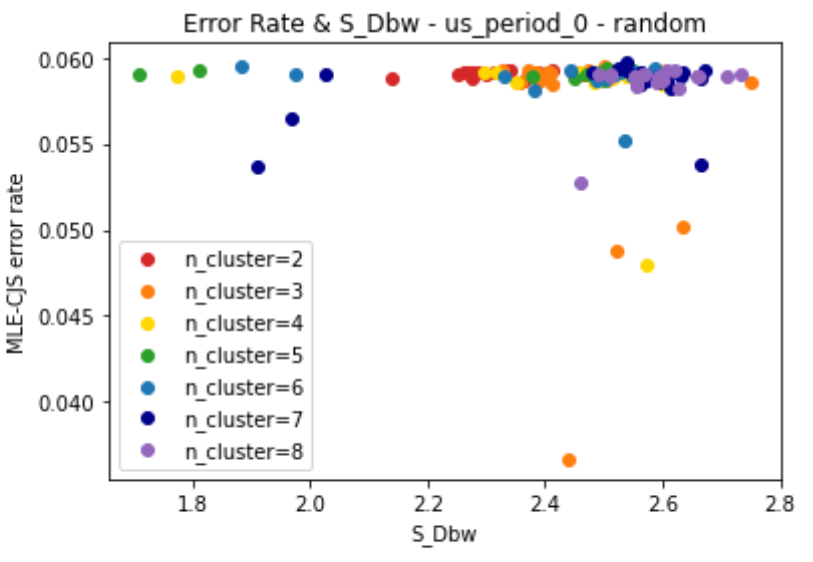 Error Rate & S_Dbw - us_period_0 - random
MLE-CJS error rate
0.060
0.055
0.050
0.045
0.040
n_cluster=2
n_cluster=3
n_cluster=4
n_cluster=5
n_cluster=6
n_cluster=7
n_cluster=8
1.8 2.0 2.2 2.4 2.6 2.8
S_Dbw